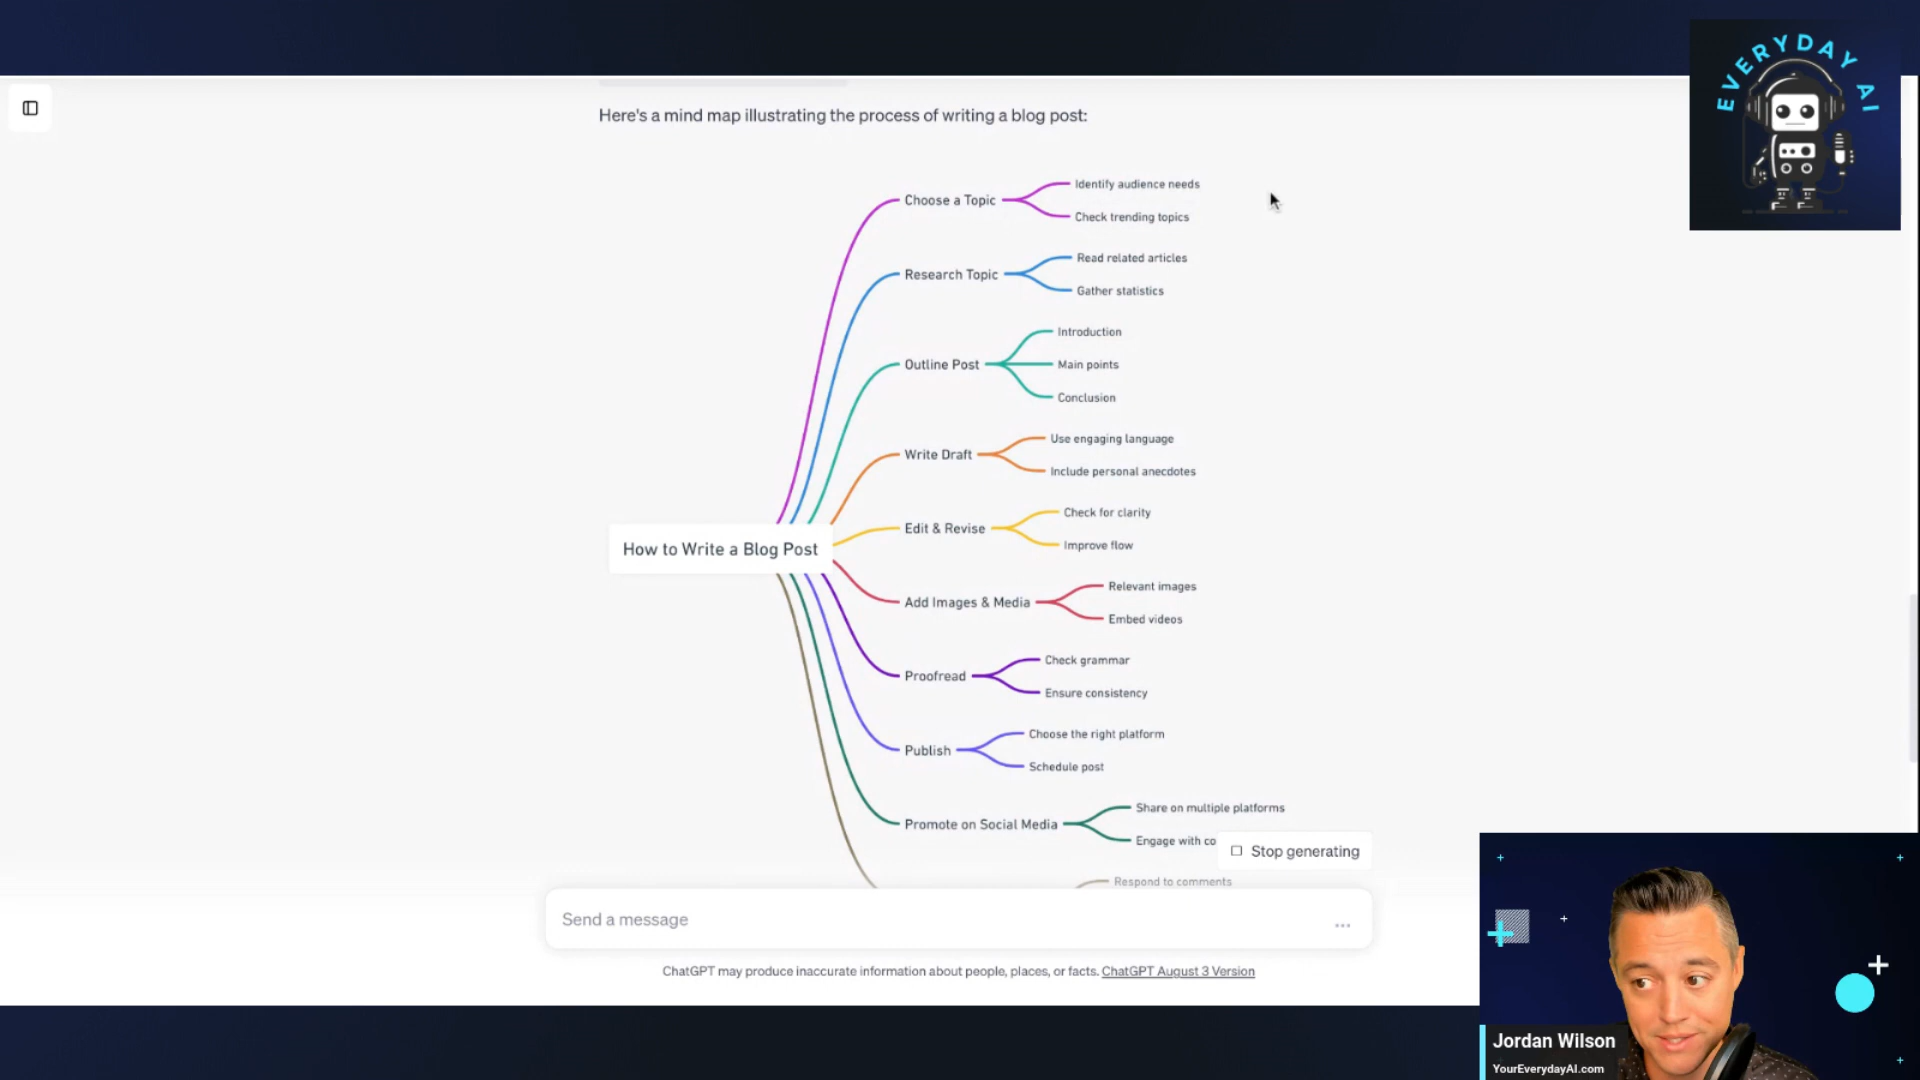 EVERYDAY AI
Here's a mind map illustrating the process of writing a blog post:
How to Write a Blog Post
Choose a Topic
Identify audience needs
Check trending topics
Research Topic
Read related articles
Gather statistics
Outline Post
Introduction
Main points
Conclusion
Write Draft
Use engaging language
Include personal anecdotes
Edit & Revise
Check for clarity
Improve flow
Add Images & Media
Relevant images
Embed videos
Proofread
Check grammar
Ensure consistency
Publish
Choose the right platform
Schedule post
Promote on Social Media
Share on multiple platforms
Engage with co
Respond to comments
Stop generating
Send a message
ChatGPT may produce inaccurate information about people, places, or facts. ChatGPT August 3 Version
Jordan Wilson
YourEverydayAI.com